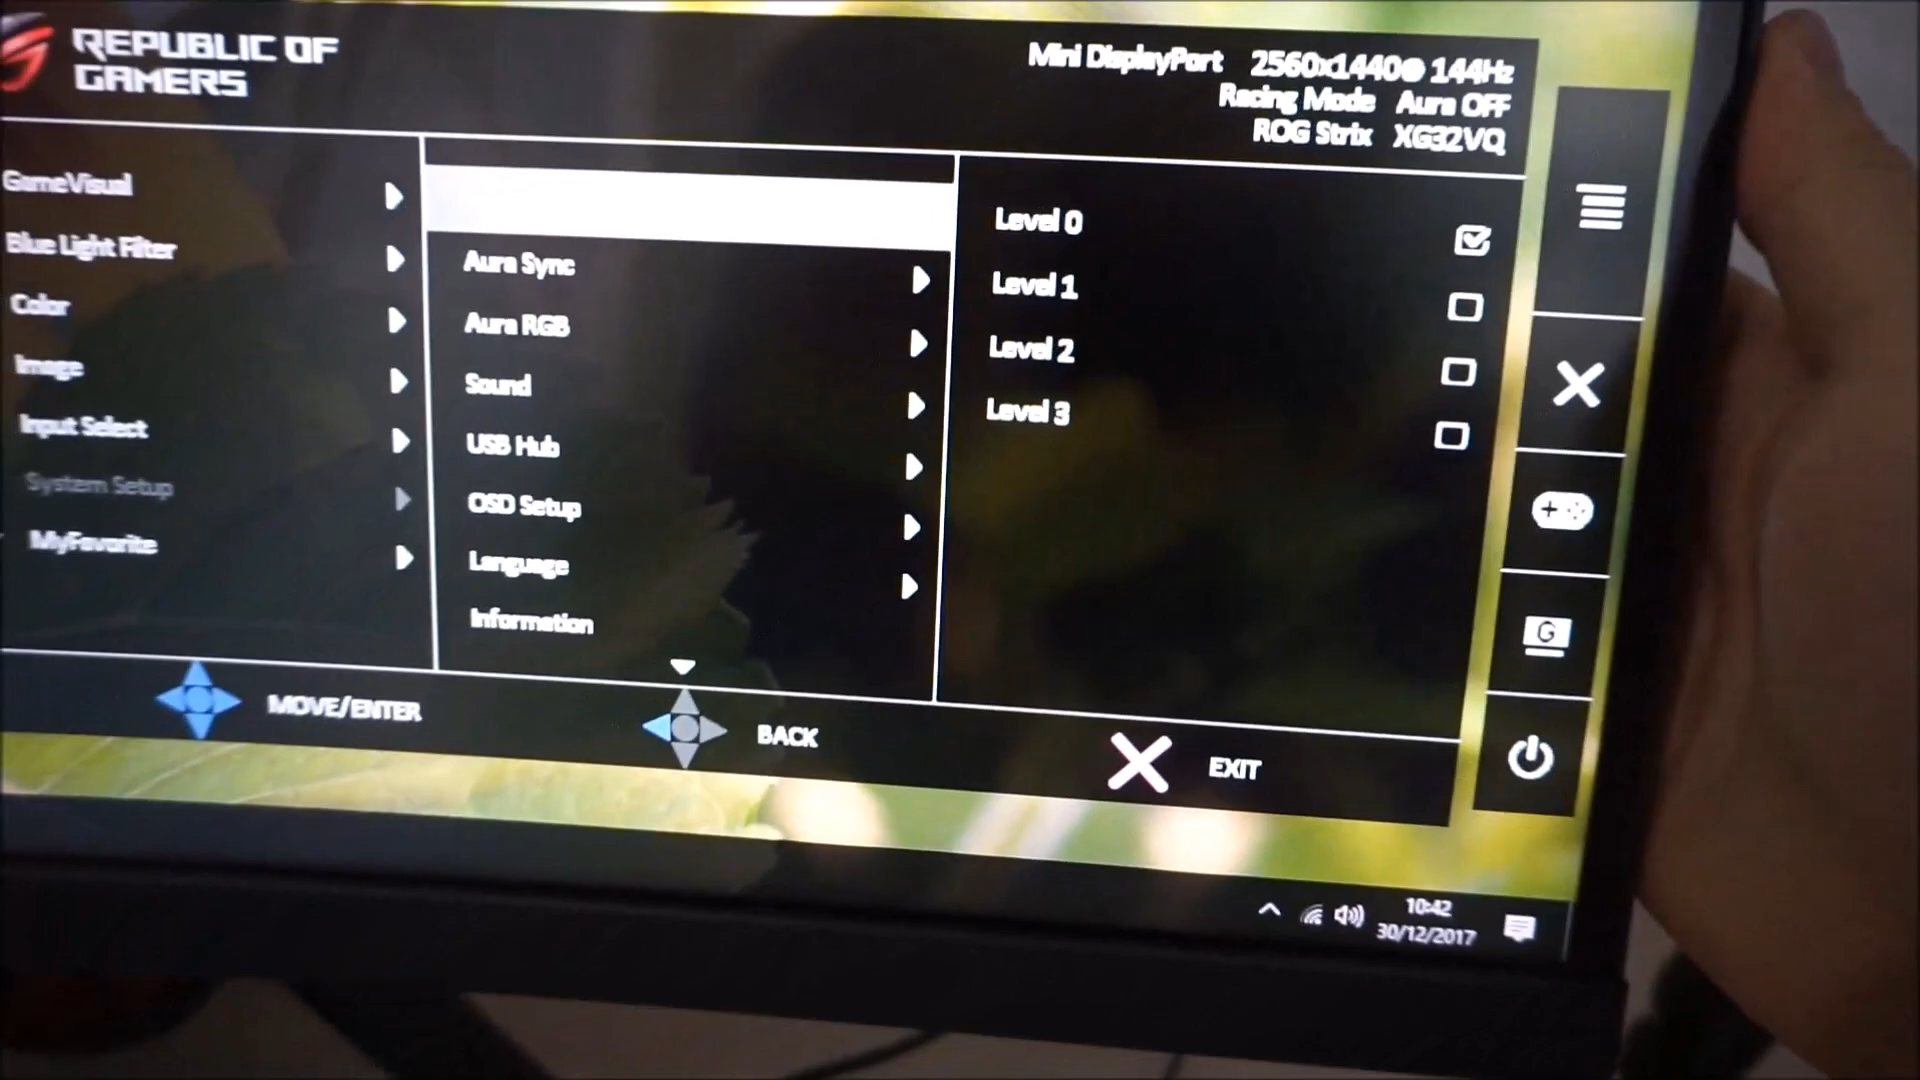 REPUBLIC OF
GAMERS
Mini DisplayPort 2560x1440@ 144Hz
Racing Mode Aura OFF
ROG Strix XG32VQ
GameVisual
Blue Light Filter
Color
Image
Input Select
System Setup
MyFavorite
Aura Sync
Aura RGB
Sound
USB Hub
OSD Setup
Language
Information
Level 0
Level 1
Level 2
Level 3
MOVE/ENTER
BACK
EXIT
G
10:42
30/12/2017